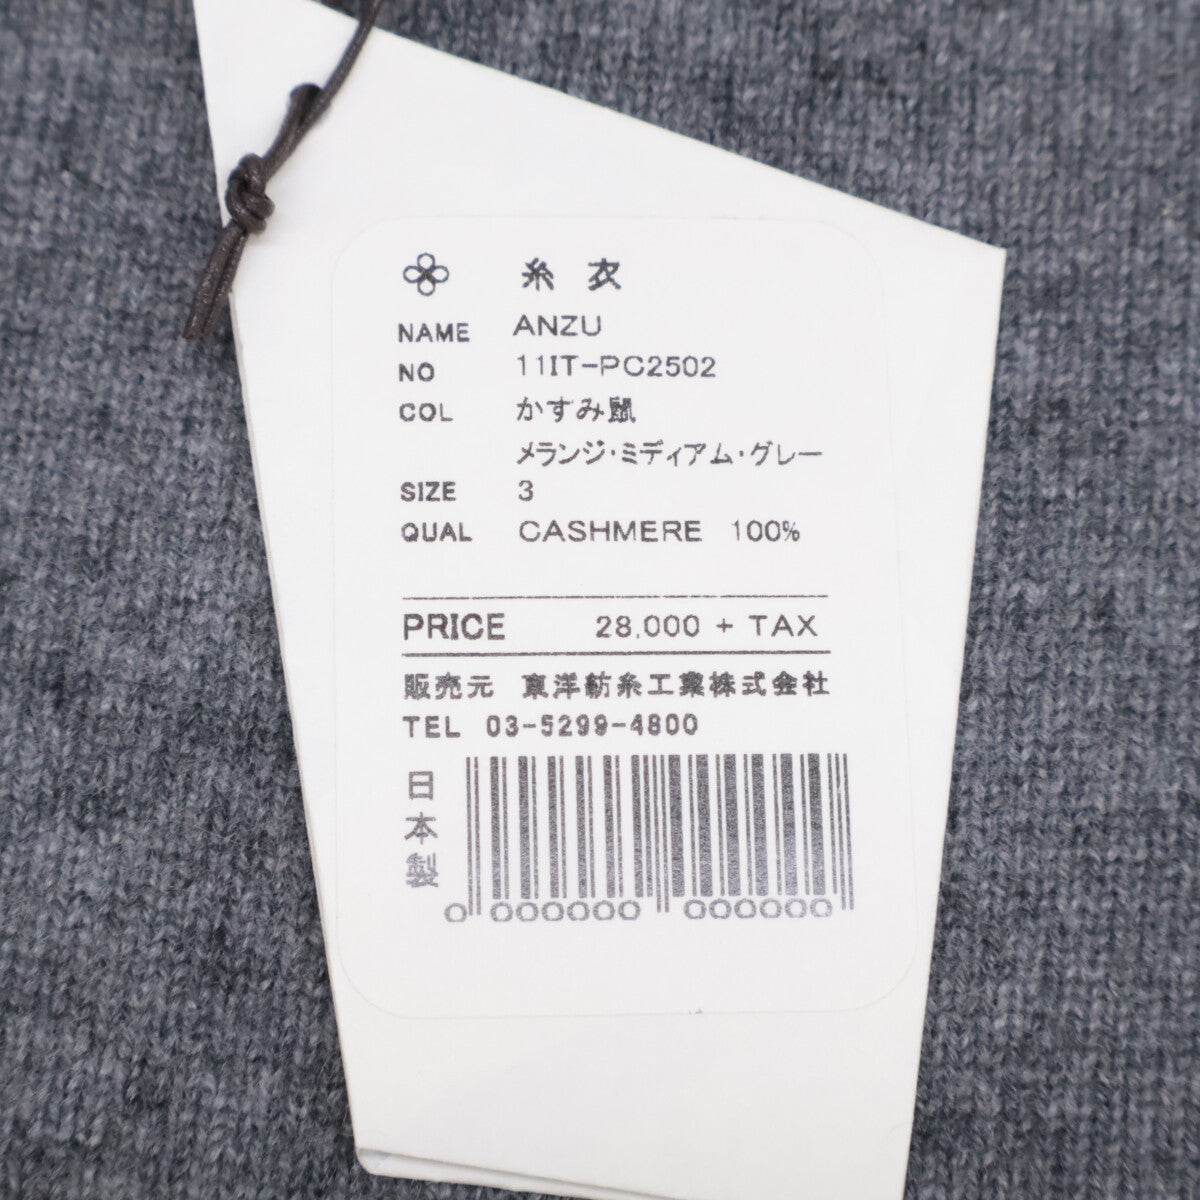 糸衣
NAME ANZU
NO 11IT-PC2502
COL かすみ鼠
メランジ・ミディアム・グレー
SIZE 3
QUAL CASHMERE 100%
PRICE 28,000 + TAX
販売元 東洋紡糸工業株式会社
TEL 03-5299-4800
日本製
0 000000 000000